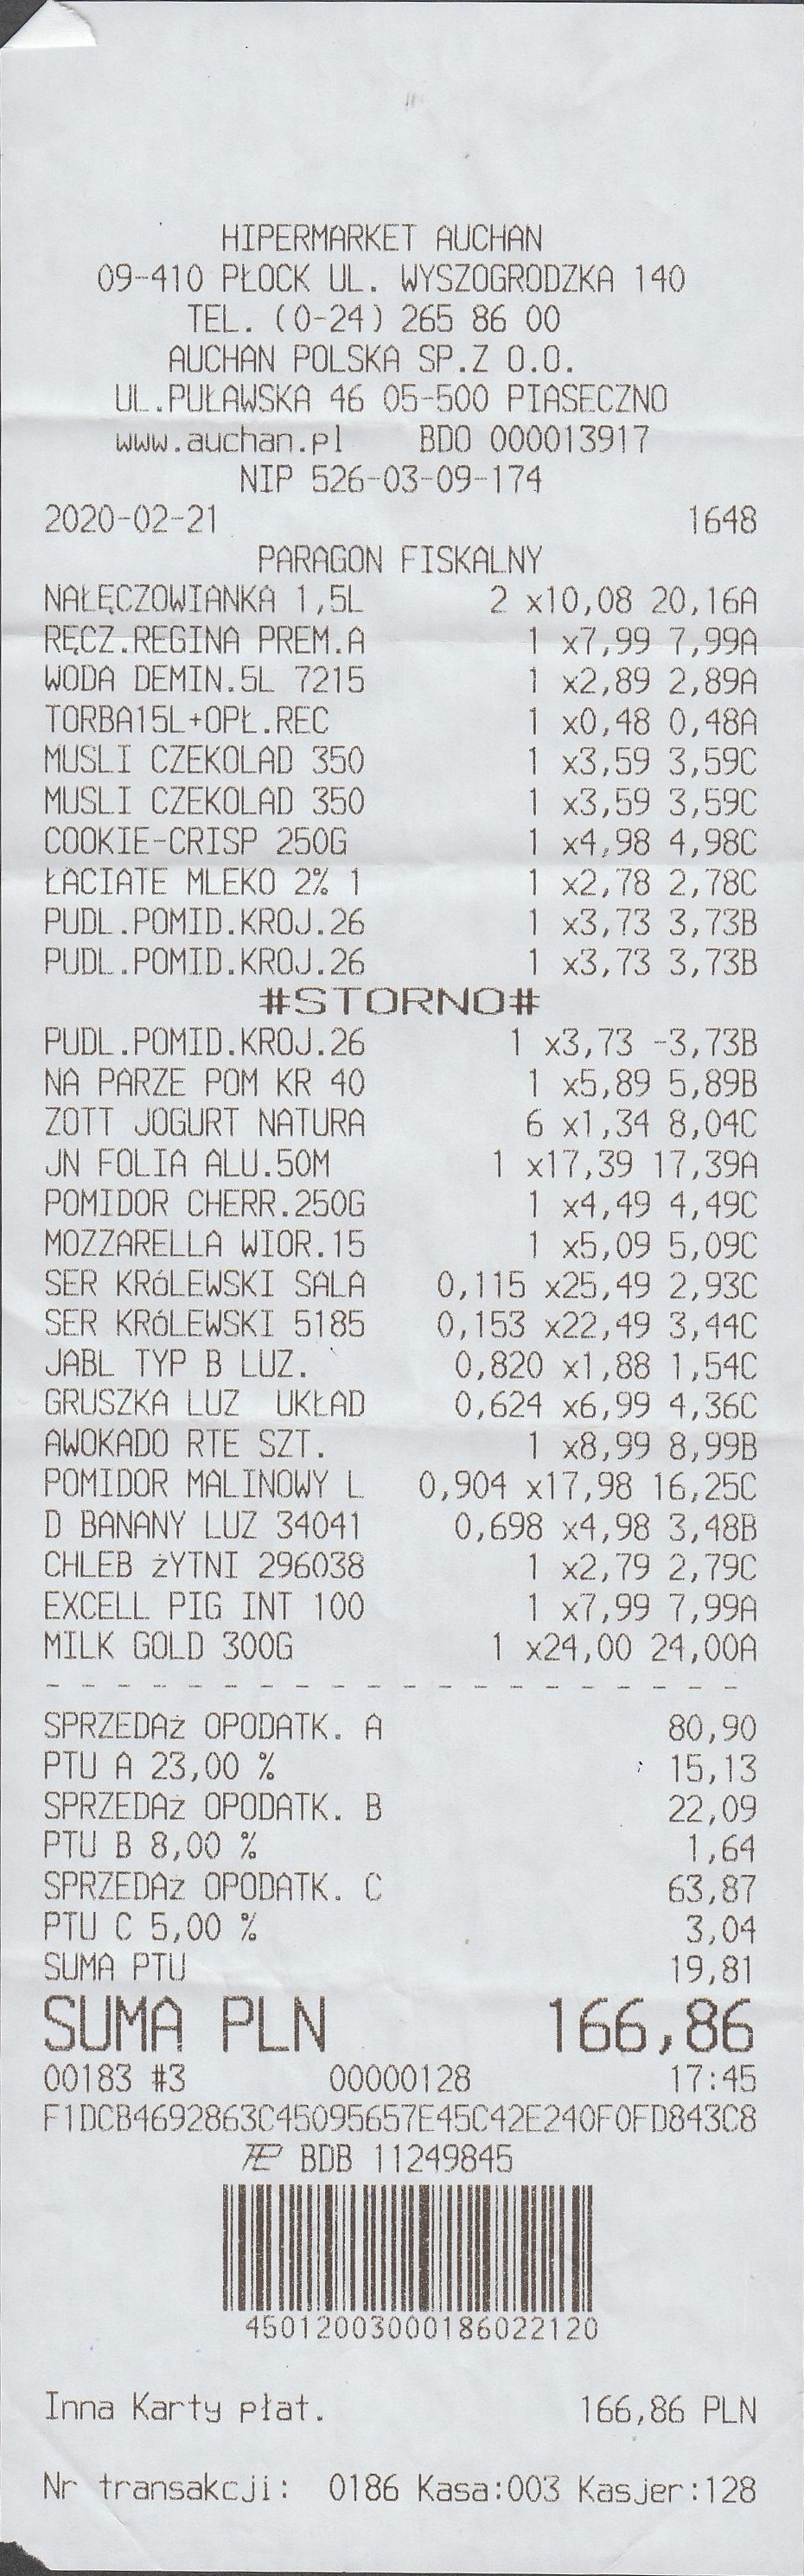 HIPERMARKET AUCHAN
09-410 PŁOCK UL. WYSZOGRODZKA 140
TEL. (0-24) 265 86 00
AUCHAN POLSKA SP.Z O.O.
UL.PUŁAWSKA 46 05-500 PIASECZNO
www.auchan.pl BDO 000013917
NIP 526-03-09-174
2020-02-21 1648
PARAGON FISKALNY
NAŁĘCZOWIANKA 1,5L 2 x10,08 20,16A
RĘCZ.REGINA PREM.A 1 x7,99 7,99A
WODA DEMIN.5L 7215 1 x2,89 2,89A
TORBA15L+OPŁ.REC 1 x0,48 0,48A
MUSLI CZEKOLAD 350 1 x3,59 3,59C
MUSLI CZEKOLAD 350 1 x3,59 3,59C
COOKIE-CRISP 250G 1 x4,98 4,98C
ŁACIATE MLEKO 2% 1 1 x2,78 2,78C
PUDL.POMID.KROJ.26 1 x3,73 3,73B
PUDL.POMID.KROJ.26 1 x3,73 3,73B
#STORNO#
PUDL.POMID.KROJ.26 1 x3,73 -3,73B
NA PARZE POM KR 40 1 x5,89 5,89B
ZOTT JOGURT NATURA 6 x1,34 8,04C
JN FOLIA ALU.50M 1 x17,39 17,39A
POMIDOR CHERR.250G 1 x4,49 4,49C
MOZZARELLA WIOR.15 1 x5,09 5,09C
SER KRóLEWSKI SALA 0,115 x25,49 2,93C
SER KRóLEWSKI 5185 0,153 x22,49 3,44C
JABL TYP B LUZ. 0,820 x1,88 1,54C
GRUSZKA LUZ UKŁAD 0,624 x6,99 4,36C
AWOKADO RTE SZT. 1 x8,99 8,99B
POMIDOR MALINOWY L 0,904 x17,98 16,25C
D BANANY LUZ 34041 0,698 x4,98 3,48B
CHLEB żYTNI 296038 1 x2,79 2,79C
EXCELL PIG INT 100 1 x7,99 7,99A
MILK GOLD 300G 1 x24,00 24,00A
SPRZEDAż OPODATK. A 80,90
PTU A 23,00 % 15,13
SPRZEDAż OPODATK. B 22,09
PTU B 8,00 % 1,64
SPRZEDAż OPODATK. C 63,87
PTU C 5,00 % 3,04
SUMA PTU 19,81
SUMA PLN 166,86
00183 #3 00000128 17:45
F1DCB4692863C45095657E45C42E240F0FD843C8
BDB 11249845
45012003000186022120
Inna Karty płat. 166,86 PLN
Nr transakcji: 0186 Kasa:003 Kasjer:128